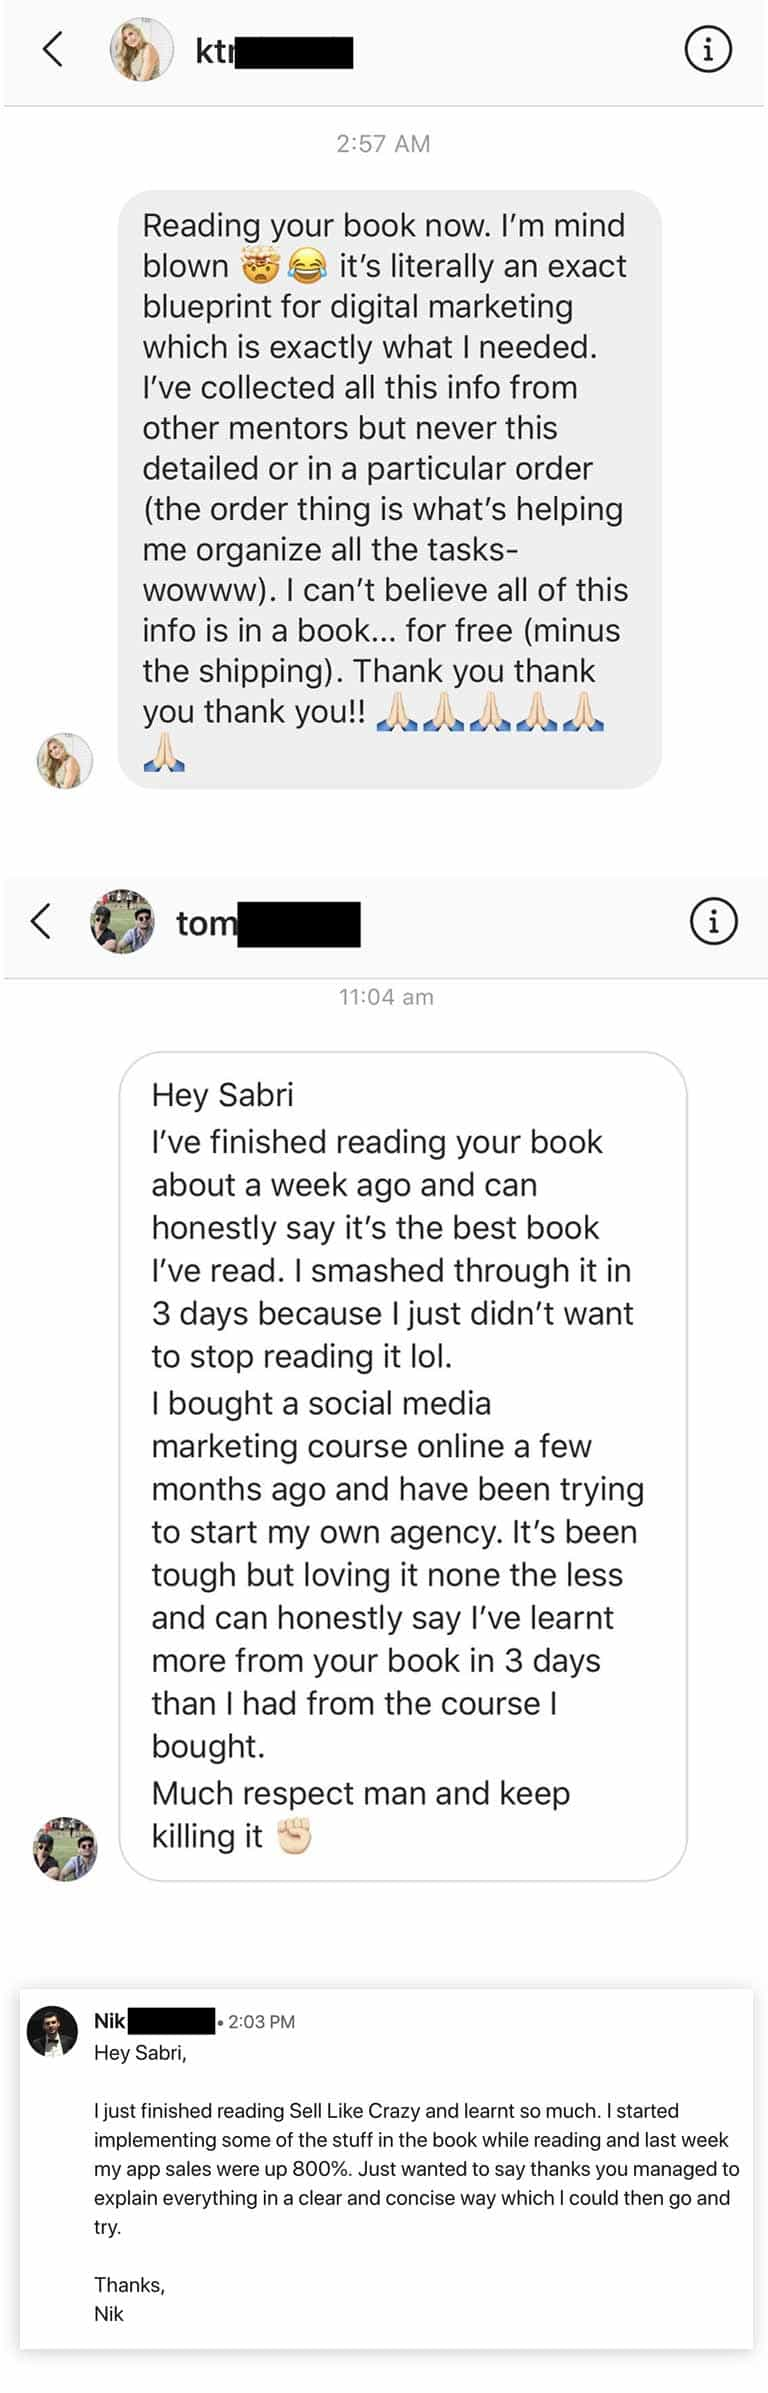 ktr
2:57 AM
Reading your book now. I’m mind
blown 🤯😂 it’s literally an exact
blueprint for digital marketing
which is exactly what I needed.
I’ve collected all this info from
other mentors but never this
detailed or in a particular order
(the order thing is what’s helping
me organize all the tasks-
wowww). I can’t believe all of this
info is in a book... for free (minus
the shipping). Thank you thank
you thank you!! 🙏🏻🙏🏻🙏🏻🙏🏻🙏🏻
🙏🏻
tom
11:04 am
Hey Sabri
I’ve finished reading your book
about a week ago and can
honestly say it’s the best book
I’ve read. I smashed through it in
3 days because I just didn’t want
to stop reading it lol.
I bought a social media
marketing course online a few
months ago and have been trying
to start my own agency. It’s been
tough but loving it none the less
and can honestly say I’ve learnt
more from your book in 3 days
than I had from the course I
bought.
Much respect man and keep
killing it ✊🏻
Nik • 2:03 PM
Hey Sabri,
I just finished reading Sell Like Crazy and learnt so much. I started
implementing some of the stuff in the book while reading and last week
my app sales were up 800%. Just wanted to say thanks you managed to
explain everything in a clear and concise way which I could then go and
try.
Thanks,
Nik